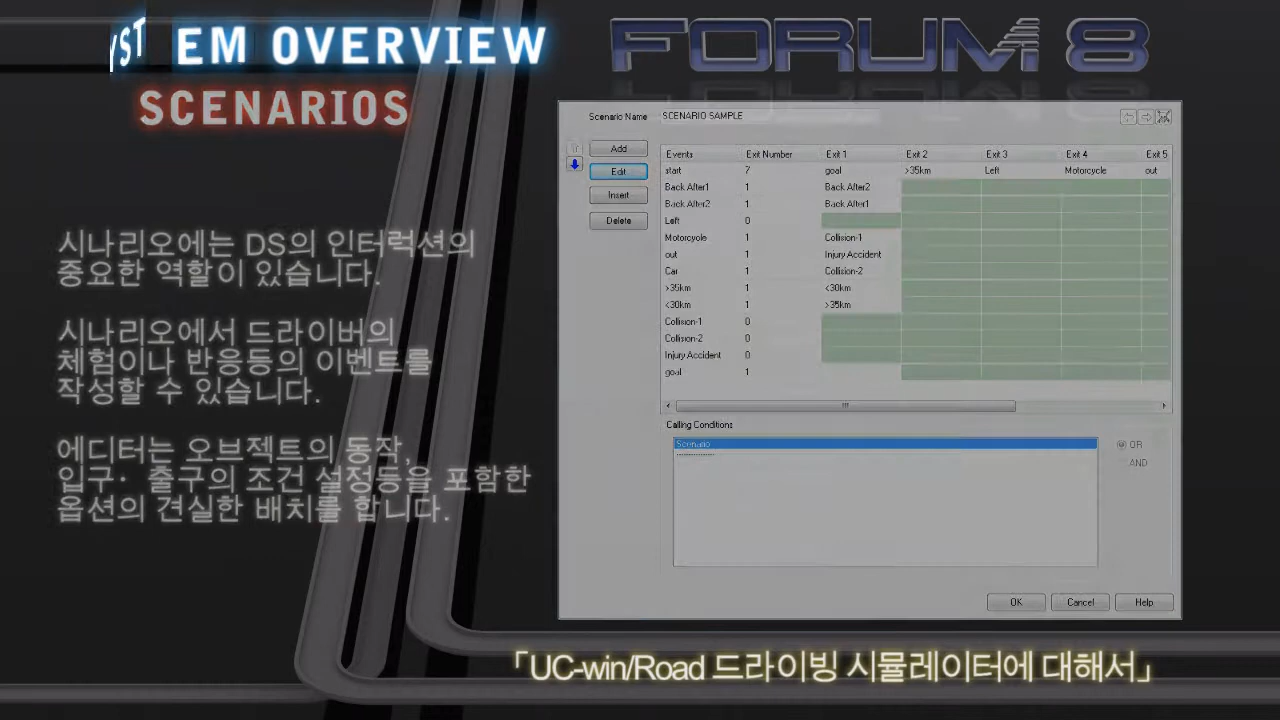 YST EM OVERVIEW
FORUM 8
SCENARIOS
시나리오에는 DS의 인터럭션의
중요한 역할이 있습니다.
시나리오에서 드라이버의
체험이나 반응등의 이벤트를
작성할 수 있습니다.
에디터는 오브젝트의 동작,
입구· 출구의 조건 설정등을 포함한
옵션의 견실한 배치를 합니다.
Scenario Name SCENARIO SAMPLE
Add
Edit
Insert
Delete
Events Exit Number Exit 1 Exit 2 Exit 3 Exit 4 Exit 5
start 7 goal >35km Left Motorcycle out
Back After1 1 Back After2
Back After2 1 Back After1
Left 0
Motorcycle 1 Collision-1
out 1 Injury Accident
Car 1 Collision-2
>35km 1 <30km
<30km 1 >35km
Collision-1 0
Collision-2 0
Injury Accident 0
goal 1
Calling Conditions
Scenario
OR
AND
OK Cancel Help
「UC-win/Road 드라이빙 시뮬레이터에 대해서」